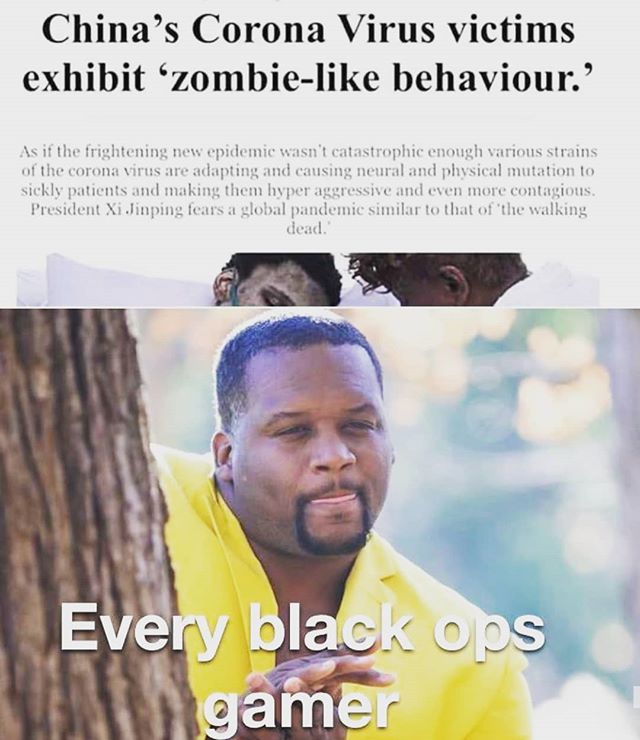 China’s Corona Virus victims
exhibit ‘zombie-like behaviour.’
As if the frightening new epidemic wasn’t catastrophic enough various strains
of the corona virus are adapting and causing neural and physical mutation to
sickly patients and making them hyper aggressive and even more contagious.
President Xi Jinping fears a global pandemic similar to that of ‘the walking
dead.’
Every black ops
gamer